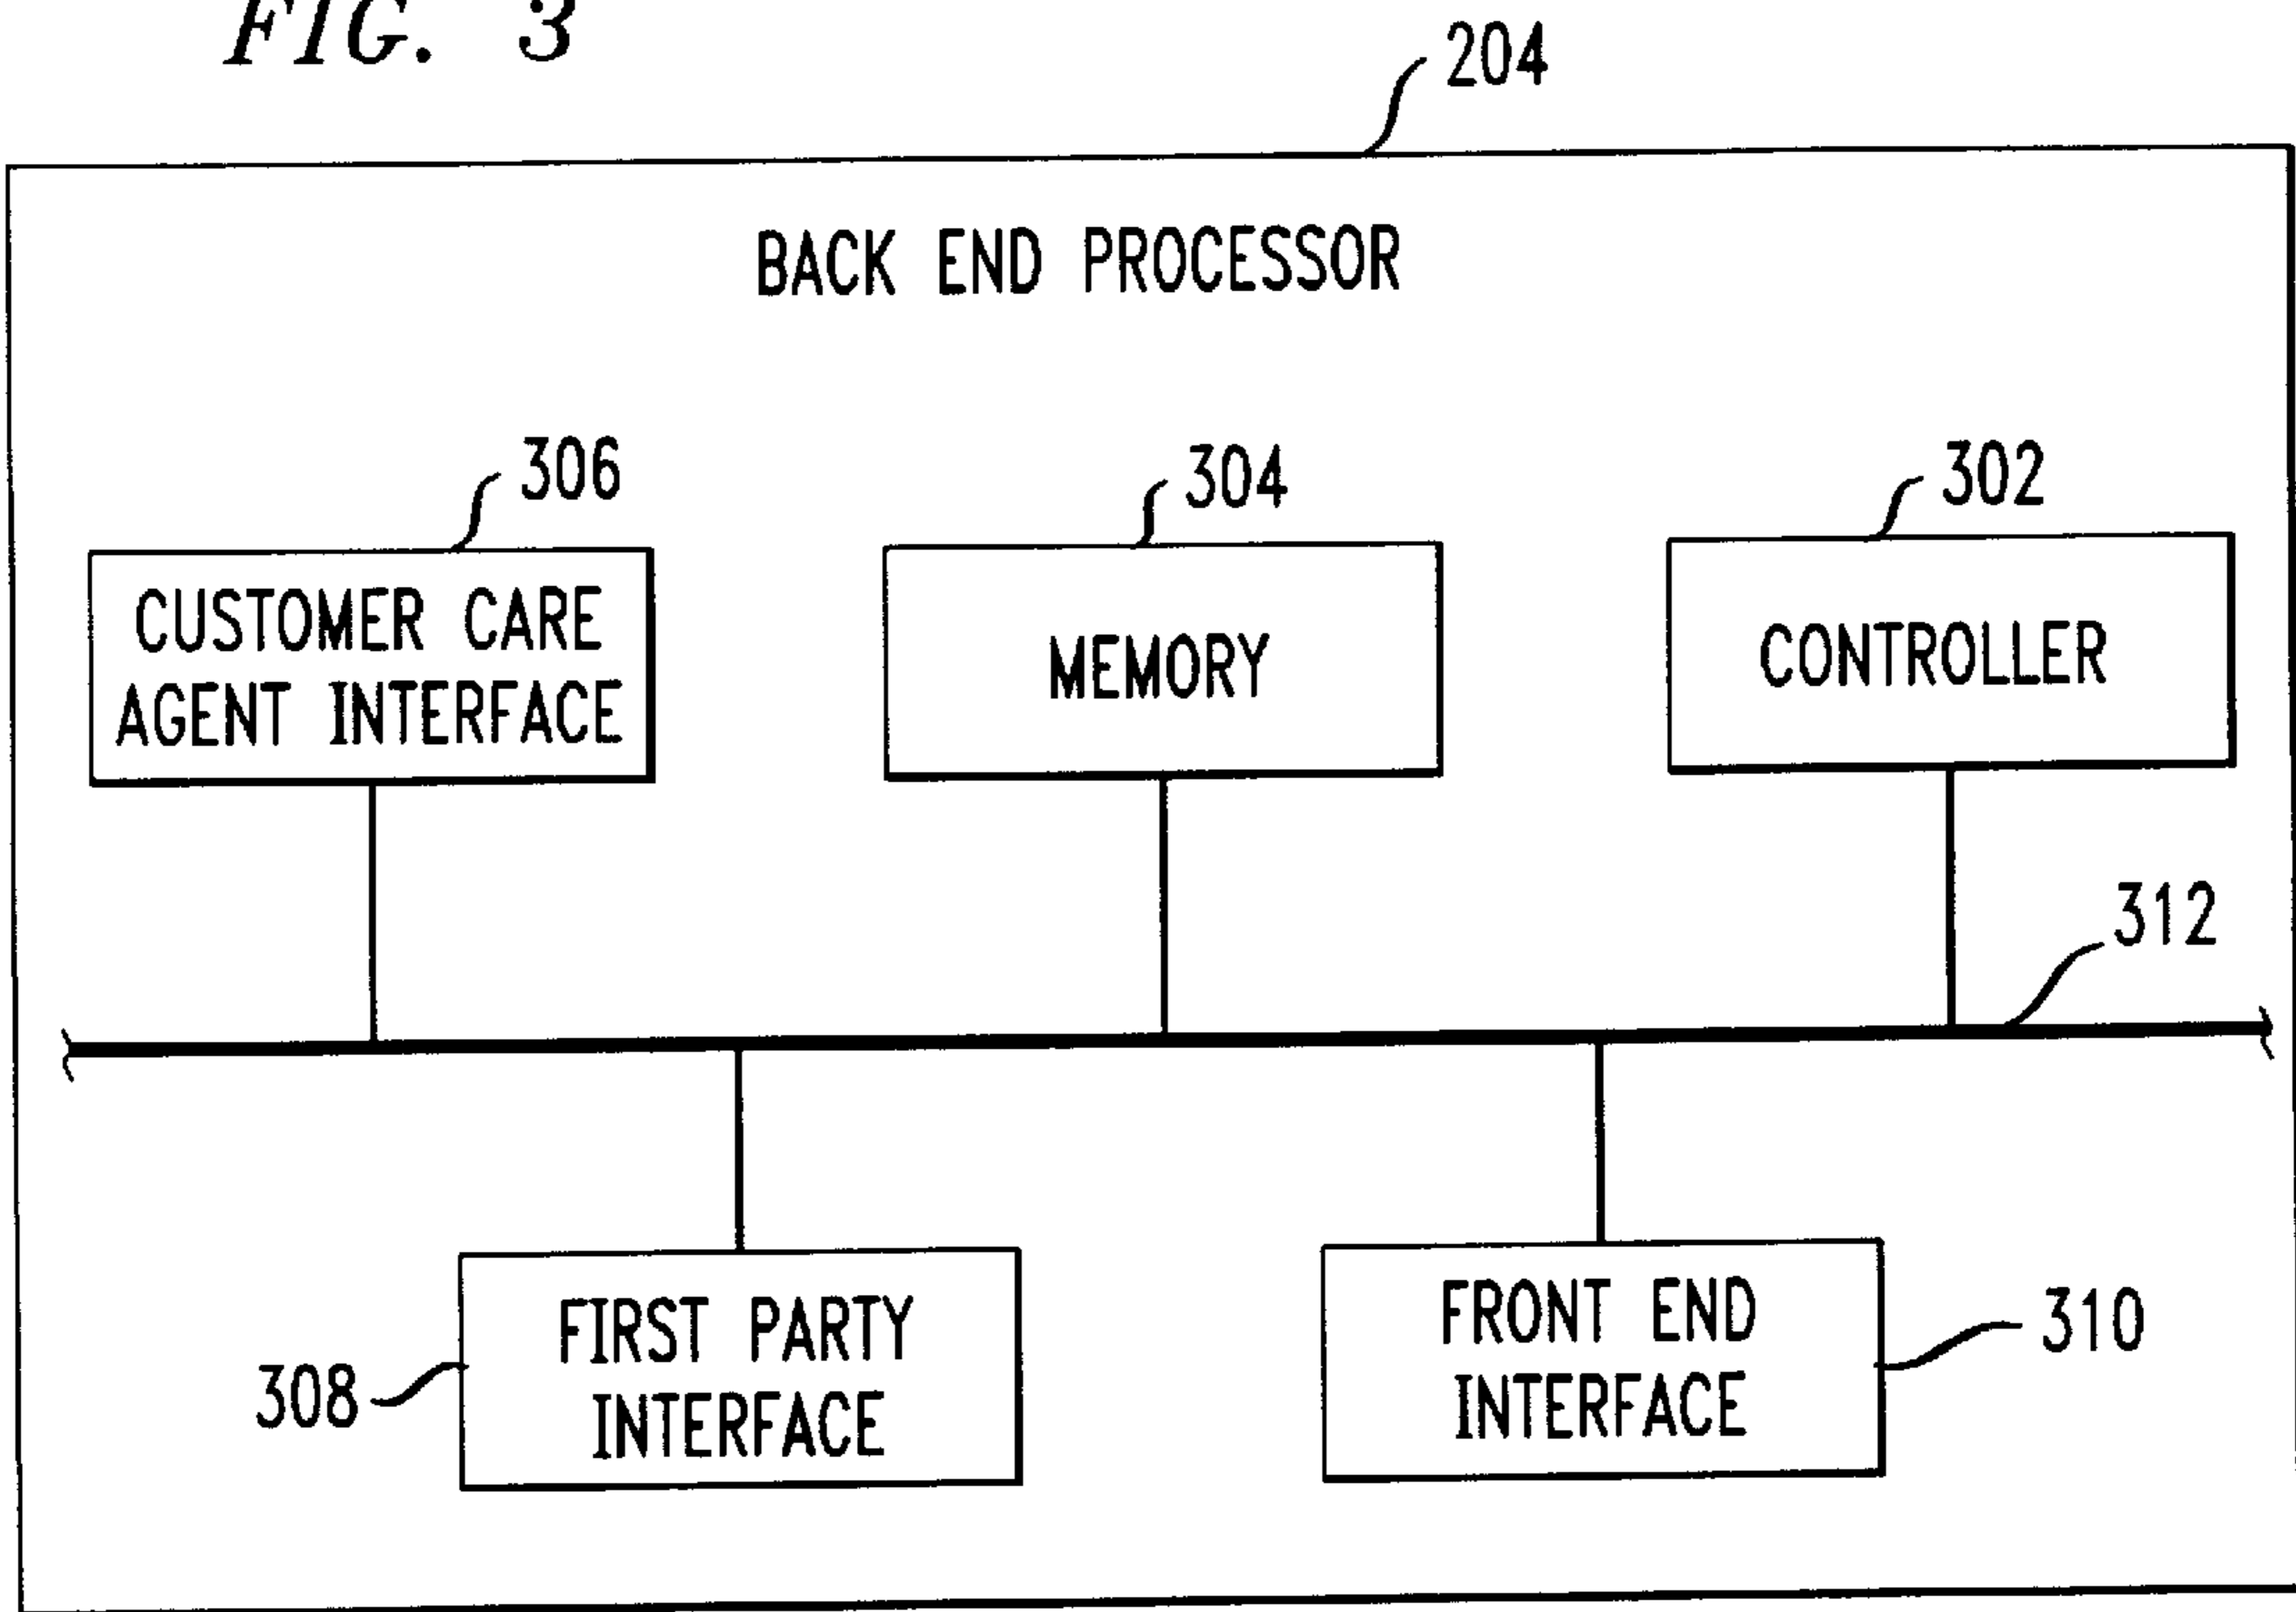 FIG. 3
204
BACK END PROCESSOR
306
304
302
CUSTOMER CARE
AGENT INTERFACE
MEMORY
CONTROLLER
312
FIRST PARTY
INTERFACE
308
FRONT END
INTERFACE
310